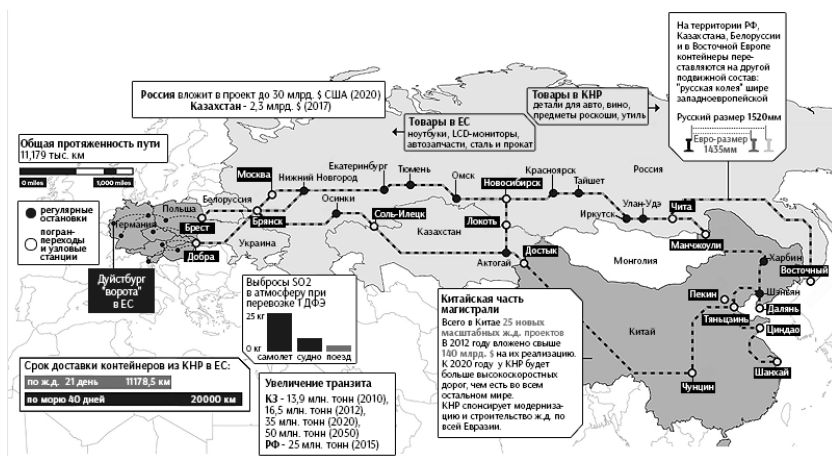 Россия вложит в проект до 30 млрд. $ США (2020)
Казахстан - 2,3 млрд. $ (2017)
Товары в ЕС
ноутбуки, LCD-мониторы,
автозапчасти, сталь и прокат
Товары в КНР
детали для авто, вино,
предметы роскоши, утиль
На территории РФ,
Казахстана, Белоруссии
и в Восточной Европе
контейнеры пере-
ставляются на другой
подвижной состав:
"русская колея" шире
западноевропейской
Русский размер 1520мм
Евро-размер
1435мм
Общая протяженность пути
11,179 тыс. км
0 miles
1,000 miles
регулярные
остановки
погран-
переходы
и узловые
станции
Дуйстбург
"ворота"
в ЕС
Германия
Польша
Белоруссия
Украина
Брест
Добра
Москва
Брянск
Нижний Новгород
Осинки
Екатеринбург
Тюмень
Соль-Илецк
Омск
Казахстан
Новосибирск
Локоть
Актогай
Достык
Красноярск
Тайшет
Россия
Иркутск
Улан-Удэ
Чита
Манчжоули
Монголия
Харбин
Восточный
Шэньян
Пекин
Тяньцзинь
Далянь
Циндао
Китай
Шанхай
Чунцин
Выбросы SO2
в атмосферу при
перевозке 1 ДФЭ
25 кг
0 кг
самолет
судно
поезд
Срок доставки контейнеров из КНР в ЕС:
по ж.д. 21 день 11178,5 км
по морю 40 дней 20000 км
Увеличение транзита
КЗ - 13,9 млн. тонн (2010),
16,5 млн. тонн (2012),
35 млн. тонн (2020),
50 млн. тонн (2050)
РФ - 25 млн. тонн (2015)
Китайская часть
магистрали
Всего в Китае 25 новых
масштабных ж.д. проектов
В 2012 году вложено свыше
140 млрд. $ на их реализацию.
К 2020 году у КНР будет
больше высокоскоростных
дорог, чем есть во всем
остальном мире.
КНР спонсирует модерниза-
цию и строительство ж.д. по
всей Евразии.